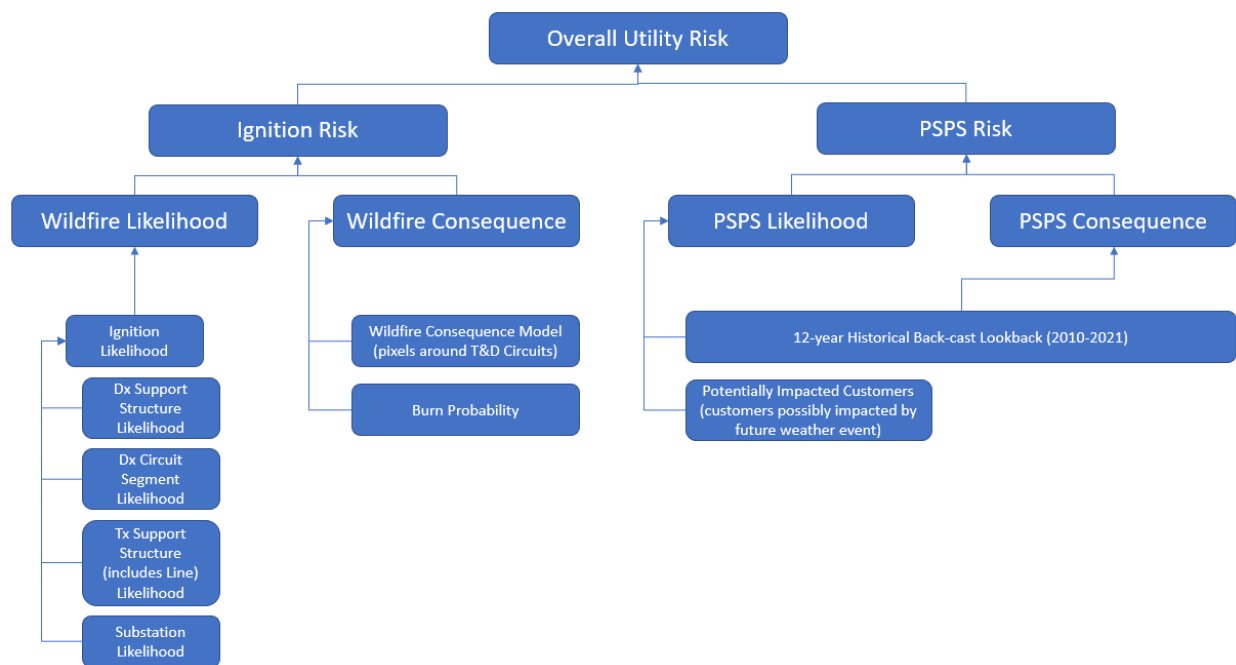 Overall Utility Risk
Ignition Risk
PSPS Risk
Wildfire Likelihood
Wildfire Consequence
PSPS Likelihood
PSPS Consequence
Ignition
Likelihood
Wildfire Consequence Model
(pixels around T&D Circuits)
12-year Historical Back-cast Lookback (2010-2021)
Dx Support
Structure
Likelihood
Burn Probability
Potentially Impacted Customers
(customers possibly impacted by
future weather event)
Dx Circuit
Segment
Likelihood
Tx Support
Structure
(includes Line)
Likelihood
Substation
Likelihood